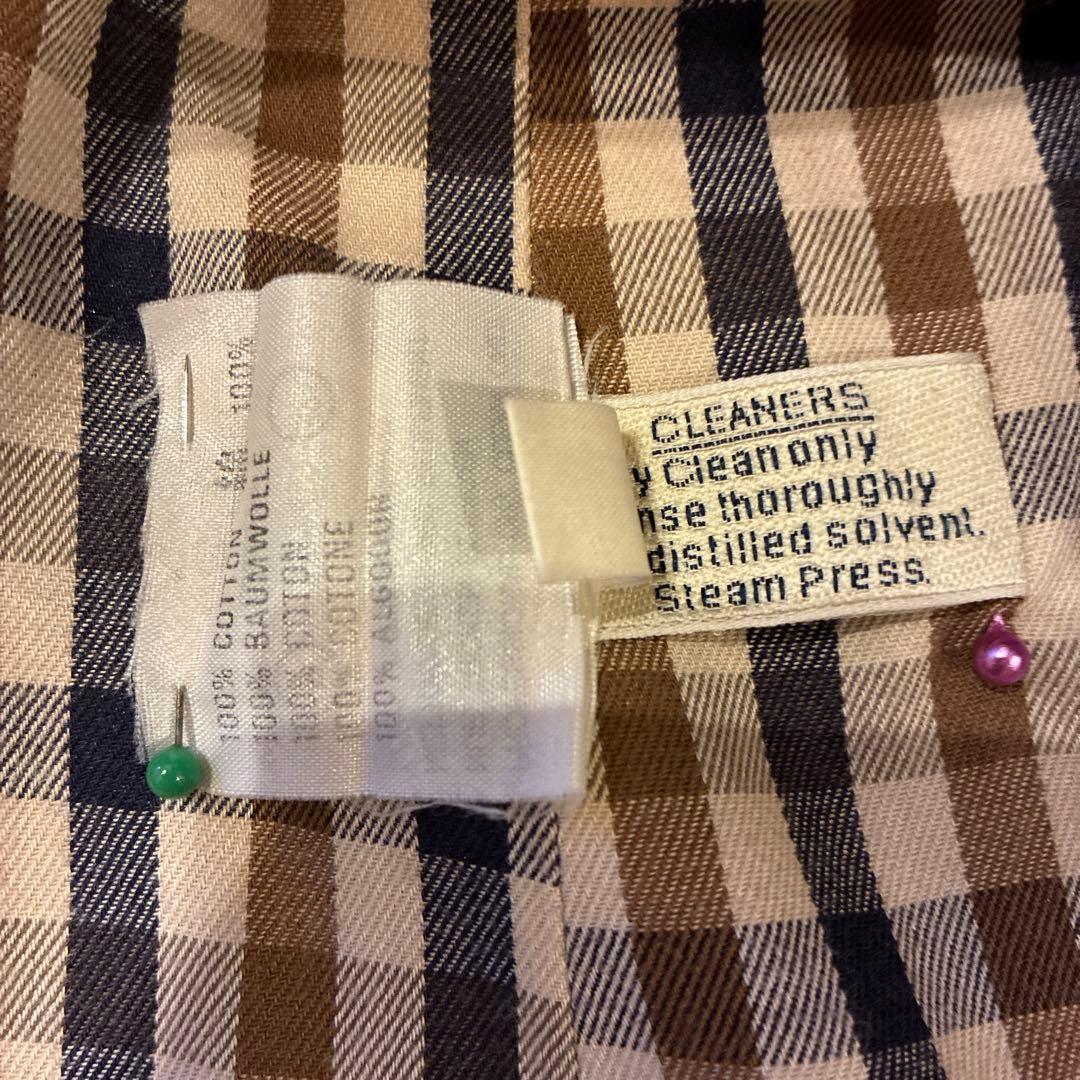 CLEANERS
Clean only
thoroughly
distilled solvent.
Steam Press.
100% COTTON
100% BAUMWOLLE
100% COTON
100% COTONE
100% ALGODON
100%